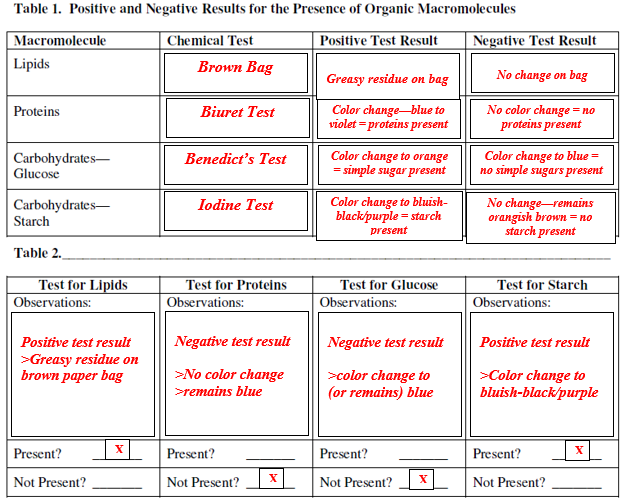 Table 1. Positive and Negative Results for the Presence of Organic Macromolecules
Macromolecule Chemical Test Positive Test Result Negative Test Result
Lipids
Brown Bag
Greasy residue on bag
No change on bag
Proteins
Biuret Test
Color change—blue to
violet = proteins present
No color change = no
proteins present
Carbohydrates—
Glucose
Benedict's Test
Color change to orange
= simple sugar present
Color change to blue =
no simple sugars present
Carbohydrates—
Starch
Iodine Test
Color change to bluish-
black/purple = starch
present
No change—remains
orangish brown = no
starch present
Table 2.
Test for Lipids Test for Proteins Test for Glucose Test for Starch
Observations: Observations: Observations: Observations:
Positive test result
>Greasy residue on
brown paper bag
Negative test result
>No color change
>remains blue
Negative test result
>color change to
(or remains) blue
Positive test result
>Color change to
bluish-black/purple
Present? X Present? Present? Present? X
Not Present? Not Present? X Not Present? X Not Present?